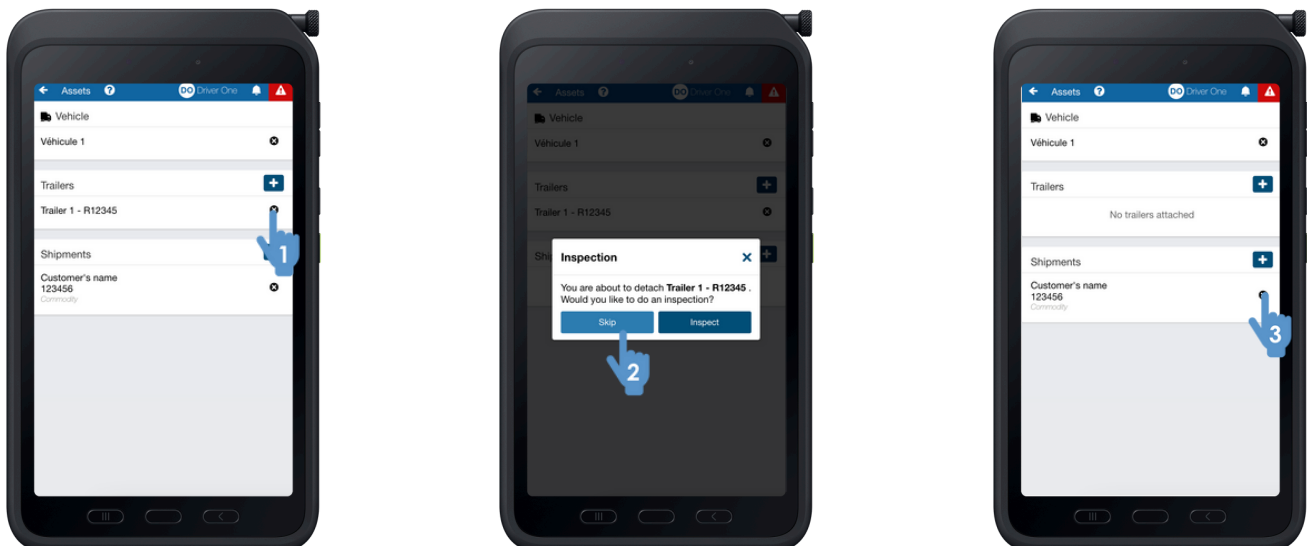 Assets ? DO Driver One
Vehicle
Véhicule 1
Trailers
Trailer 1 - R12345
Shipments
Customer's name
123456
Commodity
1
Assets ? DO Driver One
Vehicle
Véhicule 1
Trailers
Trailer 1 - R12345
Inspection
You are about to detach Trailer 1 - R12345 .
Would you like to do an inspection?
Skip Inspect
2
Assets ? DO Driver One
Vehicle
Véhicule 1
Trailers
No trailers attached
Shipments
Customer's name
123456
Commodity
3